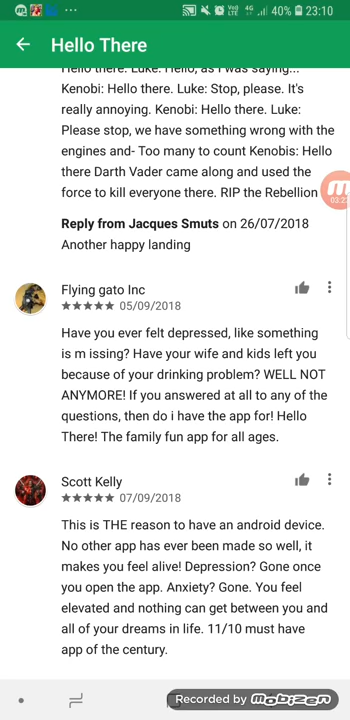 40% 23:10
Hello There
Hello there. Luke: Hello, as I was saying...
Kenobi: Hello there. Luke: Stop, please. It's
really annoying. Kenobi: Hello there. Luke:
Please stop, we have something wrong with the
engines and- Too many to count Kenobis: Hello
there Darth Vader came along and used the
force to kill everyone there. RIP the Rebellion
Reply from Jacques Smuts on 26/07/2018
Another happy landing
Flying gato Inc
★★★★★ 05/09/2018
Have you ever felt depressed, like something
is m issing? Have your wife and kids left you
because of your drinking problem? WELL NOT
ANYMORE! If you answered at all to any of the
questions, then do i have the app for! Hello
There! The family fun app for all ages.
Scott Kelly
★★★★★ 07/09/2018
This is THE reason to have an android device.
No other app has ever been made so well, it
makes you feel alive! Depression? Gone once
you open the app. Anxiety? Gone. You feel
elevated and nothing can get between you and
all of your dreams in life. 11/10 must have
app of the century.
Recorded by Mobizen